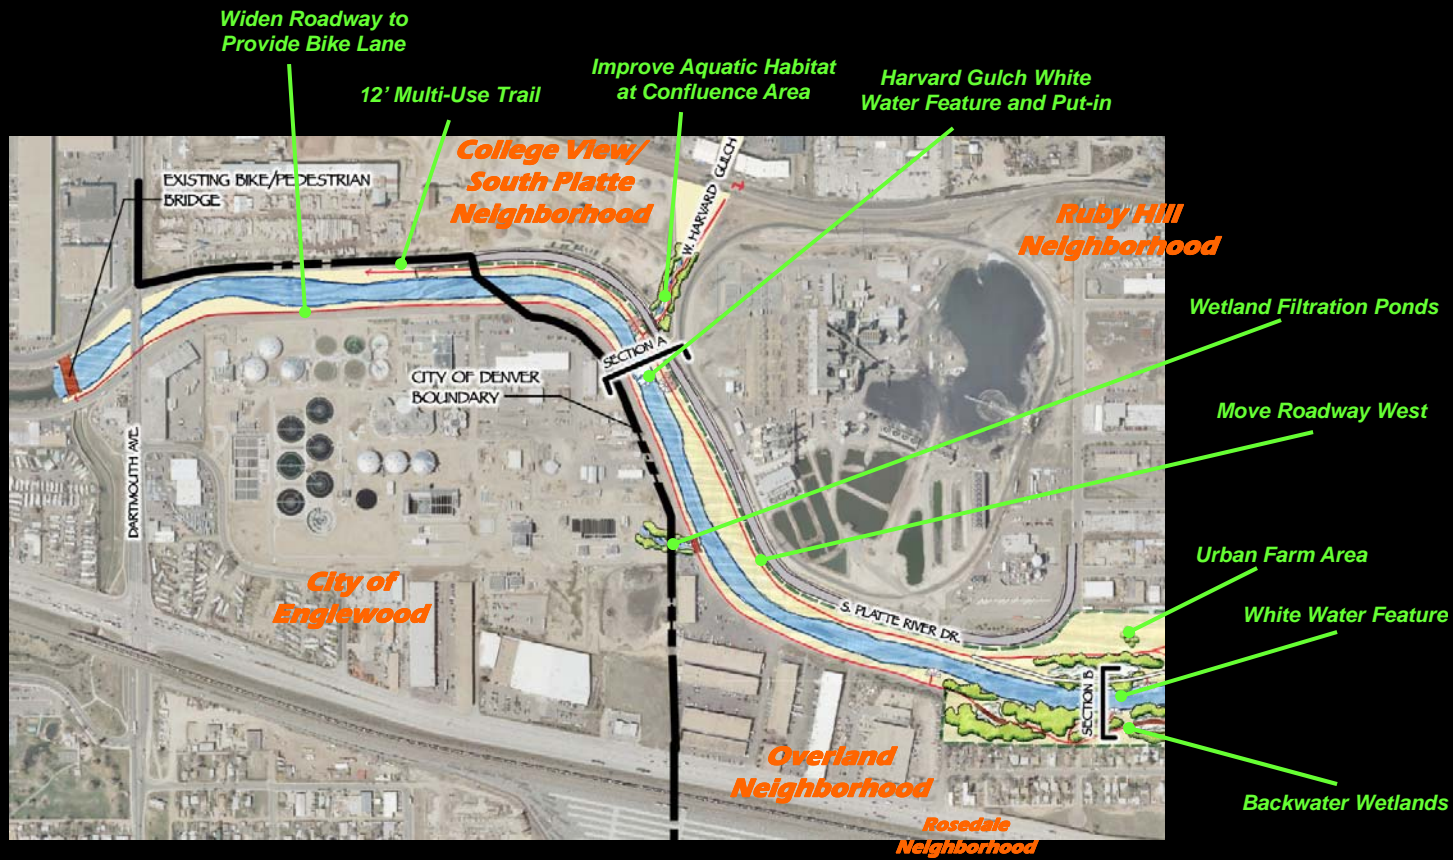 Widen Roadway to
Provide Bike Lane
12’ Multi-Use Trail
Improve Aquatic Habitat
at Confluence Area
Harvard Gulch White
Water Feature and Put-in
College View/
South Platte
Neighborhood
EXISTING BIKE/PEDESTRIAN
BRIDGE
W. HARVARD GULCH
Ruby Hill
Neighborhood
Wetland Filtration Ponds
SECTION A
CITY OF DENVER
BOUNDARY
Move Roadway West
DARTMOUTH AVE.
Urban Farm Area
City of
Englewood
S. PLATTE RIVER DR.
White Water Feature
SECTION B
Overland
Neighborhood
Backwater Wetlands
Rosedale
Neighborhood